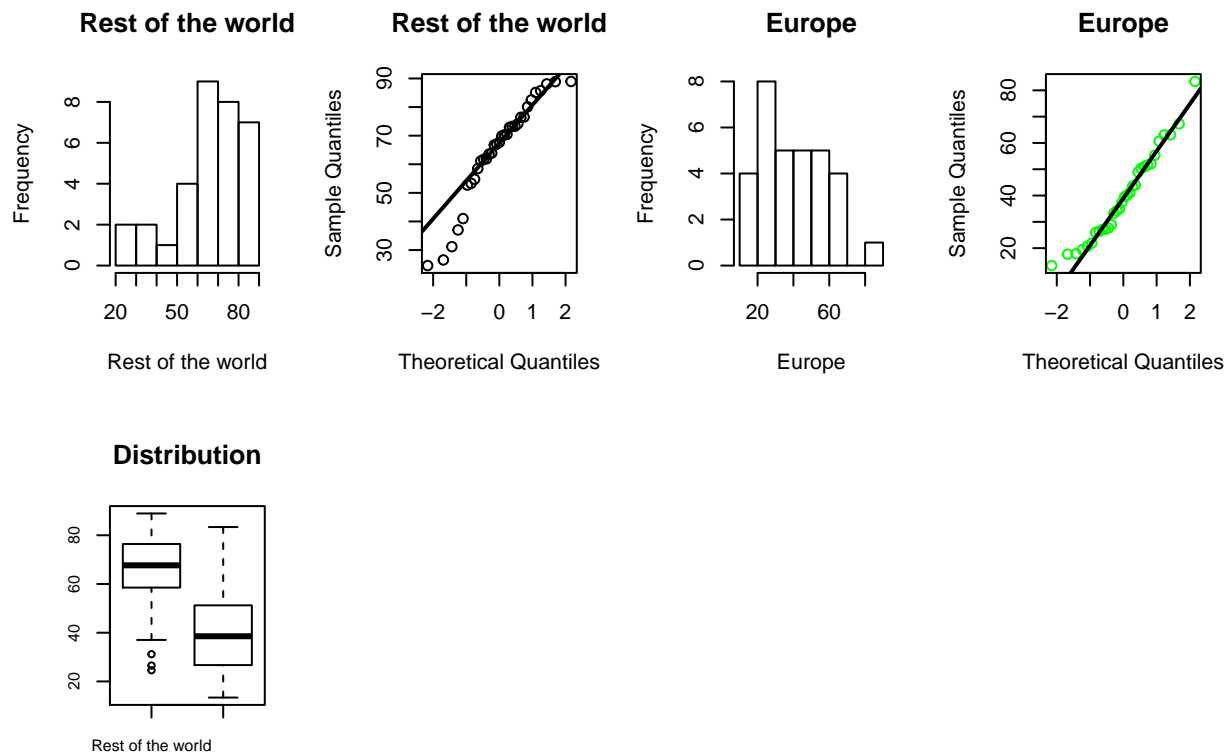 Rest of the world
Frequency
0 2 4 6 8
20 50 80
Rest of the world
Rest of the world
Sample Quantiles
30 50 70 90
−2 0 1 2
Theoretical Quantiles
Europe
Frequency
0 2 4 6 8
20 60
Europe
Europe
Sample Quantiles
20 40 60 80
−2 0 1 2
Theoretical Quantiles
Distribution
20 40 60 80
Rest of the world